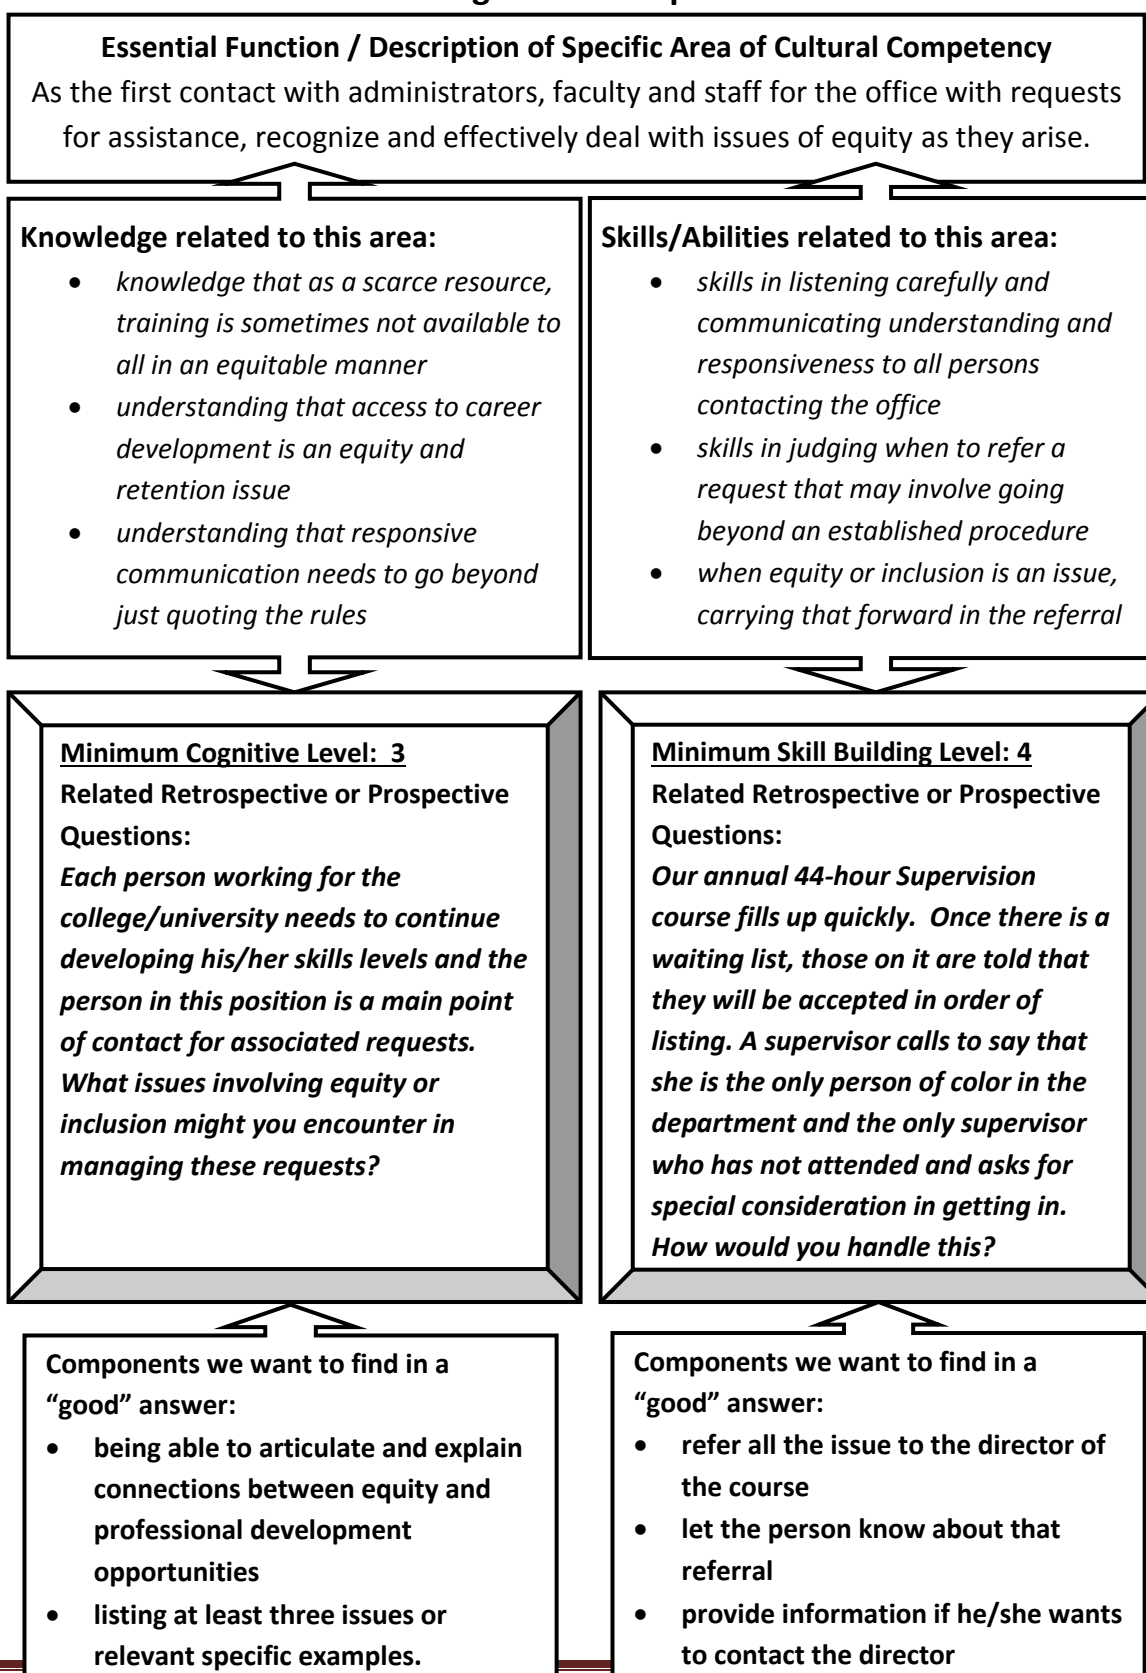 Essential Function / Description of Specific Area of Cultural Competency
As the first contact with administrators, faculty and staff for the office with requests
for assistance, recognize and effectively deal with issues of equity as they arise.
Knowledge related to this area:
• knowledge that as a scarce resource,
training is sometimes not available to
all in an equitable manner
• understanding that access to career
development is an equity and
retention issue
• understanding that responsive
communication needs to go beyond
just quoting the rules
Skills/Abilities related to this area:
• skills in listening carefully and
communicating understanding and
responsiveness to all persons
contacting the office
• skills in judging when to refer a
request that may involve going
beyond an established procedure
• when equity or inclusion is an issue,
carrying that forward in the referral
Minimum Cognitive Level: 3
Related Retrospective or Prospective
Questions:
Each person working for the
college/university needs to continue
developing his/her skills levels and the
person in this position is a main point
of contact for associated requests.
What issues involving equity or
inclusion might you encounter in
managing these requests?
Minimum Skill Building Level: 4
Related Retrospective or Prospective
Questions:
Our annual 44-hour Supervision
course fills up quickly. Once there is a
waiting list, those on it are told that
they will be accepted in order of
listing. A supervisor calls to say that
she is the only person of color in the
department and the only supervisor
who has not attended and asks for
special consideration in getting in.
How would you handle this?
Components we want to find in a
“good” answer:
• being able to articulate and explain
connections between equity and
professional development
opportunities
• listing at least three issues or
relevant specific examples.
Components we want to find in a
“good” answer:
• refer all the issue to the director of
the course
• let the person know about that
referral
• provide information if he/she wants
to contact the director